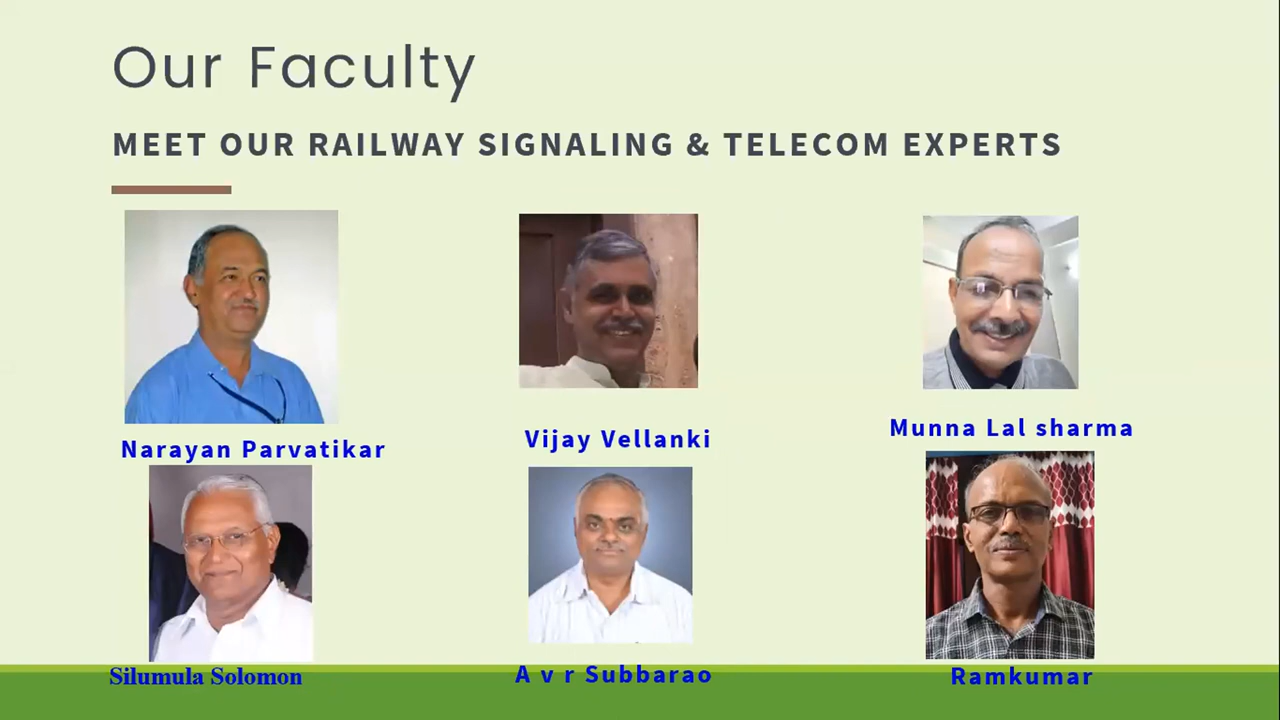 Our Faculty
MEET OUR RAILWAY SIGNALING & TELECOM EXPERTS
Narayan Parvatikar
Vijay Vellanki
Munna Lal sharma
Silumula Solomon
A v r Subbarao
Ramkumar